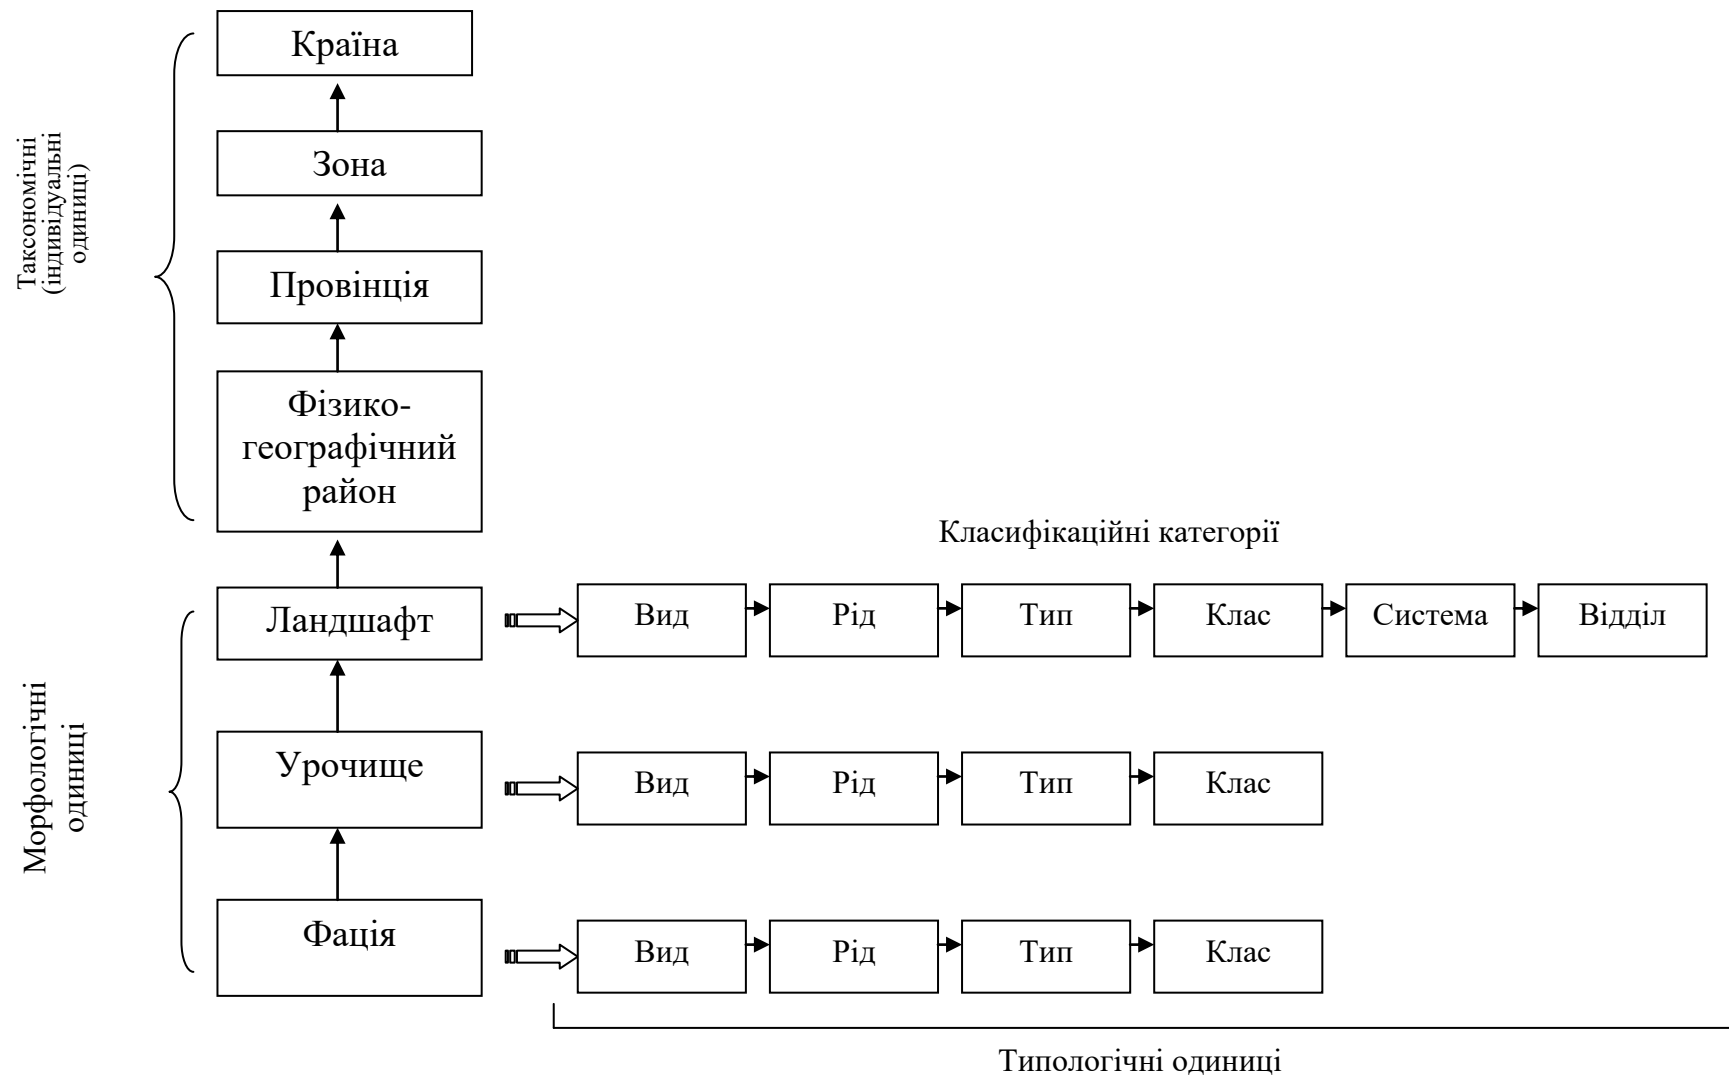 Країна
Зона
Таксономічні
(індивідуальні
одиниці)
Провінція
Фізико-
географічний
район
Класифікаційні категорії
Ландшафт
Вид
Рід
Тип
Клас
Система
Відділ
Морфологічні
одиниці
Урочище
Вид
Рід
Тип
Клас
Фація
Вид
Рід
Тип
Клас
Типологічні одиниці